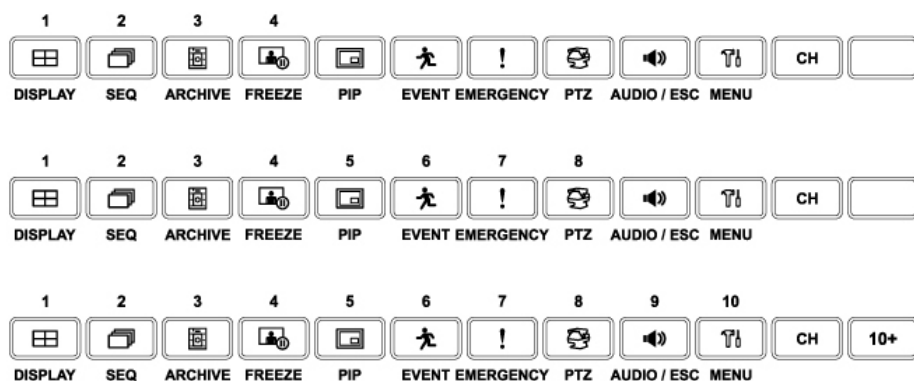 1 2 3 4
CH
DISPLAY SEQ ARCHIVE FREEZE PIP EVENT EMERGENCY PTZ AUDIO / ESC MENU
1 2 3 4 5 6 7 8
CH
DISPLAY SEQ ARCHIVE FREEZE PIP EVENT EMERGENCY PTZ AUDIO / ESC MENU
1 2 3 4 5 6 7 8 9 10
CH 10+
DISPLAY SEQ ARCHIVE FREEZE PIP EVENT EMERGENCY PTZ AUDIO / ESC MENU